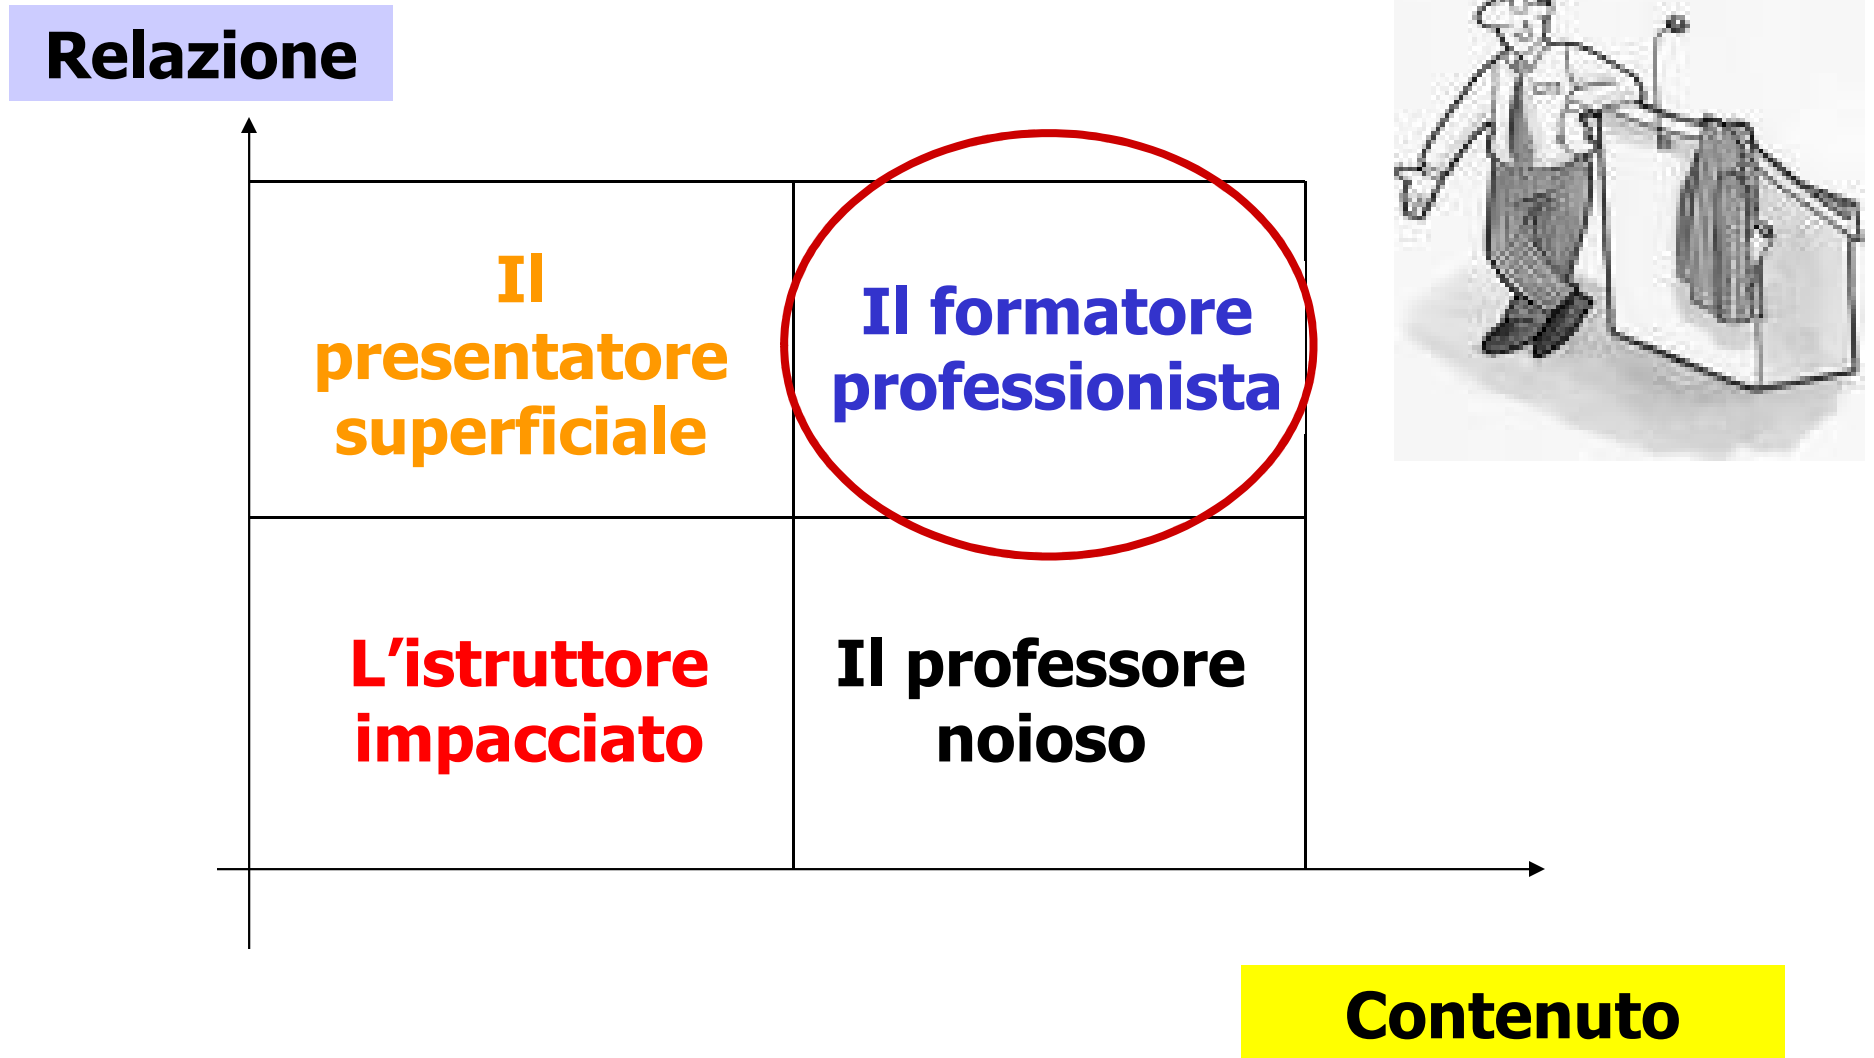 Relazione
Il
presentatore
superficiale
Il formatore
professionista
L’istruttore
impacciato
Il professore
noioso
Contenuto